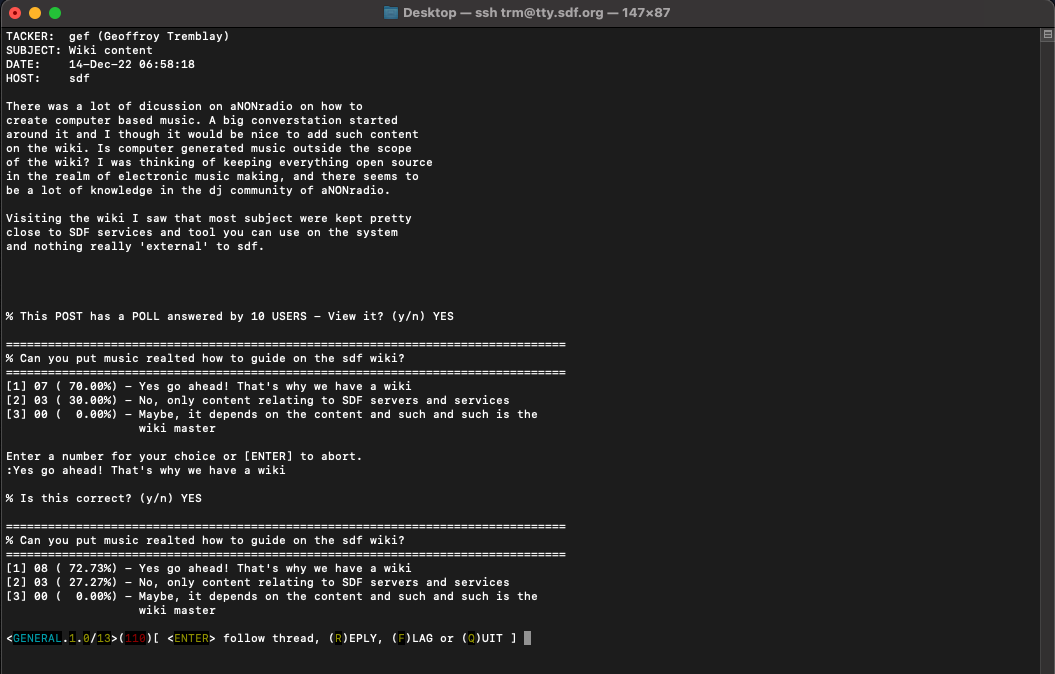 Desktop — ssh trm@tty.sdf.org — 147×87
TACKER:  gef (Geoffroy Tremblay)
SUBJECT: Wiki content
DATE:    14-Dec-22 06:58:18
HOST:    sdf
There was a lot of dicussion on aNONradio on how to
create computer based music. A big converstation started
around it and I though it would be nice to add such content
on the wiki. Is computer generated music outside the scope
of the wiki? I was thinking of keeping everything open source
in the realm of electronic music making, and there seems to
be a lot of knowledge in the dj community of aNONradio.
Visiting the wiki I saw that most subject were kept pretty
close to SDF services and tool you can use on the system
and nothing really 'external' to sdf.
% This POST has a POLL answered by 10 USERS - View it? (y/n) YES
================================================================================
% Can you put music realted how to guide on the sdf wiki?
================================================================================
[1] 07 ( 70.00%) - Yes go ahead! That's why we have a wiki
[2] 03 ( 30.00%) - No, only content relating to SDF servers and services
[3] 00 (  0.00%) - Maybe, it depends on the content and such and such is the
                   wiki master
Enter a number for your choice or [ENTER] to abort.
:Yes go ahead! That's why we have a wiki
% Is this correct? (y/n) YES
================================================================================
% Can you put music realted how to guide on the sdf wiki?
================================================================================
[1] 08 ( 72.73%) - Yes go ahead! That's why we have a wiki
[2] 03 ( 27.27%) - No, only content relating to SDF servers and services
[3] 00 (  0.00%) - Maybe, it depends on the content and such and such is the
                   wiki master
<GENERAL.1.0/13>(110)[ <ENTER> follow thread, (R)EPLY, (F)LAG or (Q)UIT ]